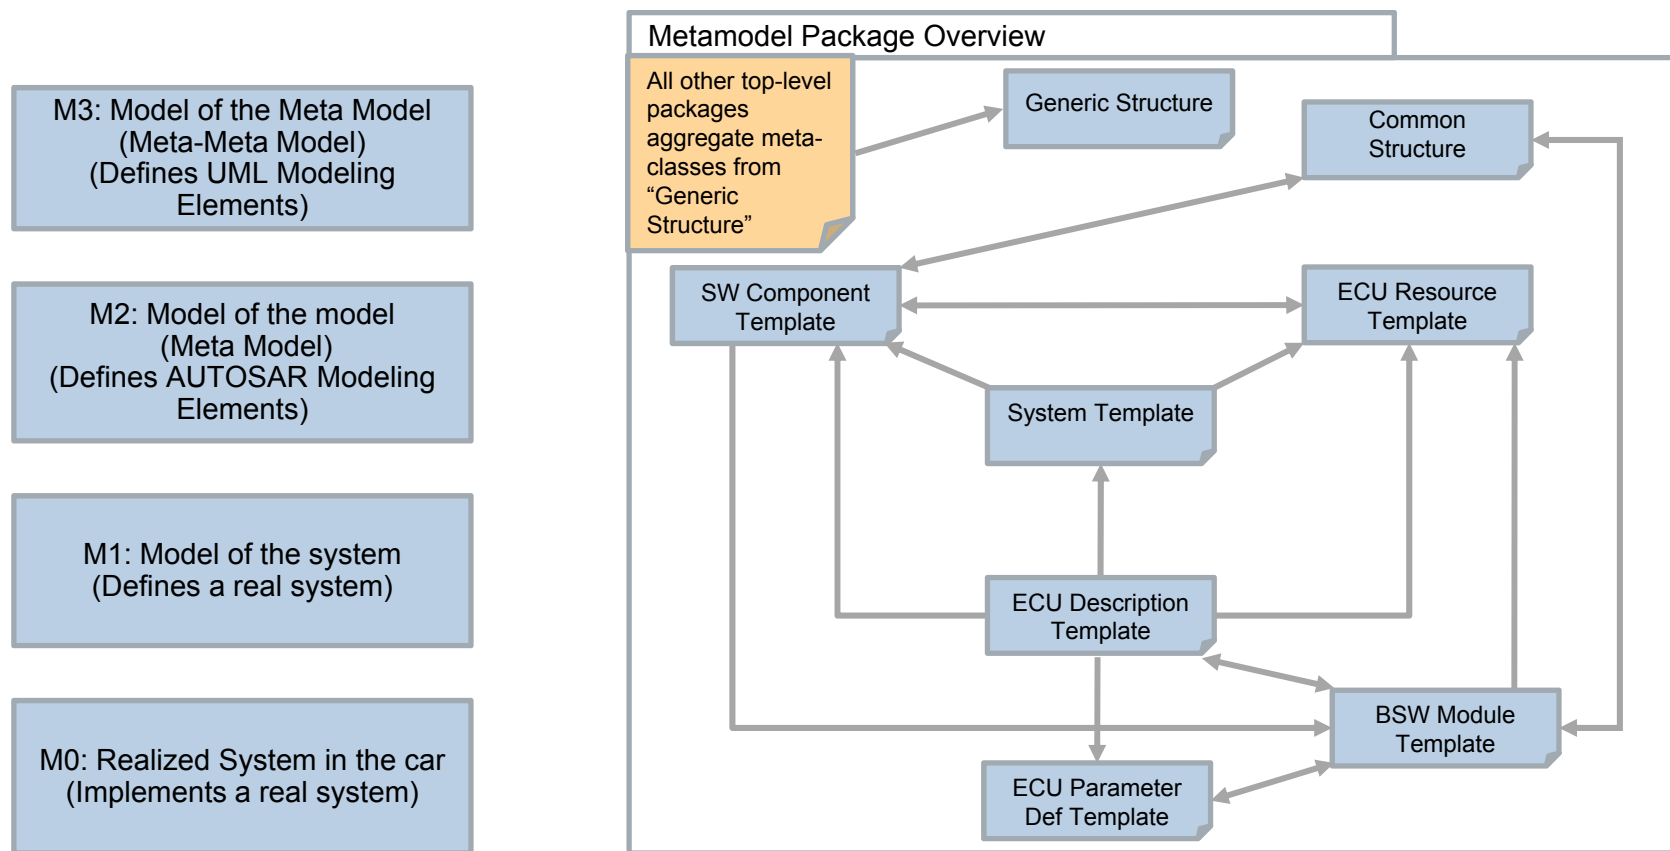 M3: Model of the Meta Model
(Meta-Meta Model)
(Defines UML Modeling
Elements)
M2: Model of the model
(Meta Model)
(Defines AUTOSAR Modeling
Elements)
M1: Model of the system
(Defines a real system)
M0: Realized System in the car
(Implements a real system)
Metamodel Package Overview
All other top-level
packages
aggregate meta-
classes from
“Generic
Structure”
Generic Structure
Common
Structure
SW Component
Template
ECU Resource
Template
System Template
ECU Description
Template
BSW Module
Template
ECU Parameter
Def Template